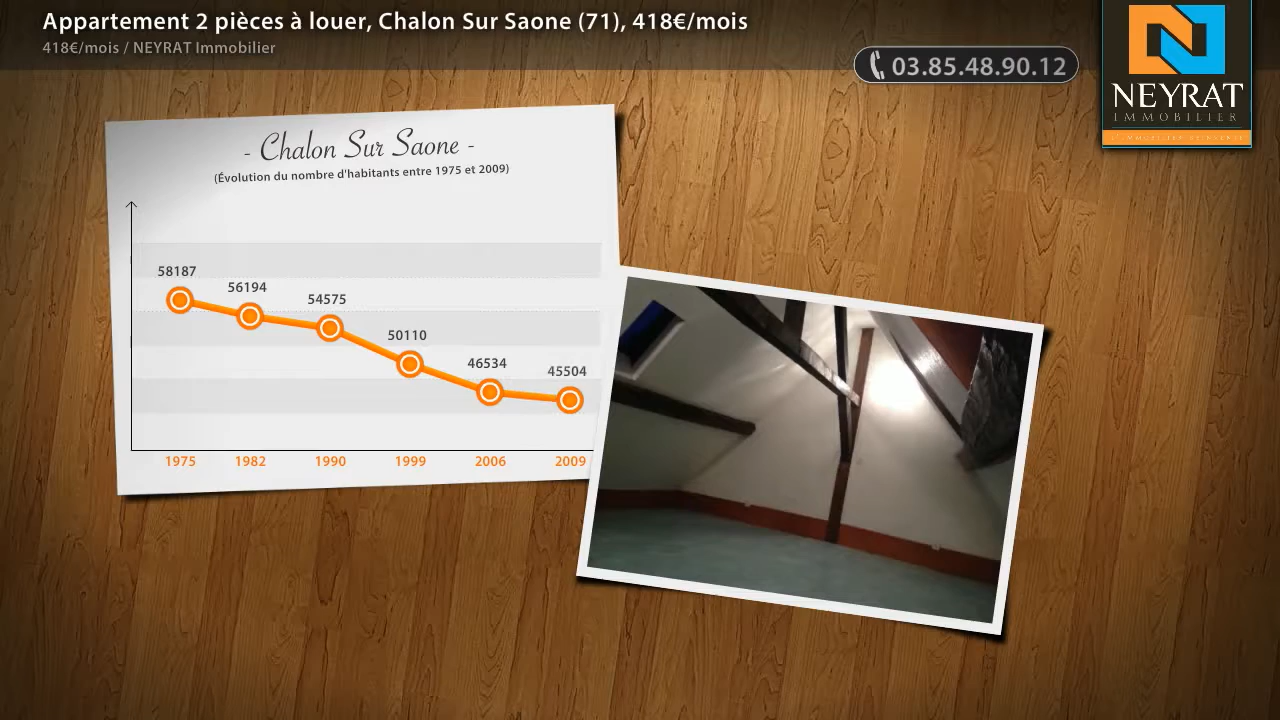 Appartement 2 pièces à louer, Chalon Sur Saone (71), 418€/mois
418€/mois / NEYRAT Immobilier
03.85.48.90.12
NEYRAT
IMMOBILIER
- Chalon Sur Saone -
(Évolution du nombre d'habitants entre 1975 et 2009)
58187
56194
54575
50110
46534
45504
1975 1982 1990 1999 2006 2009